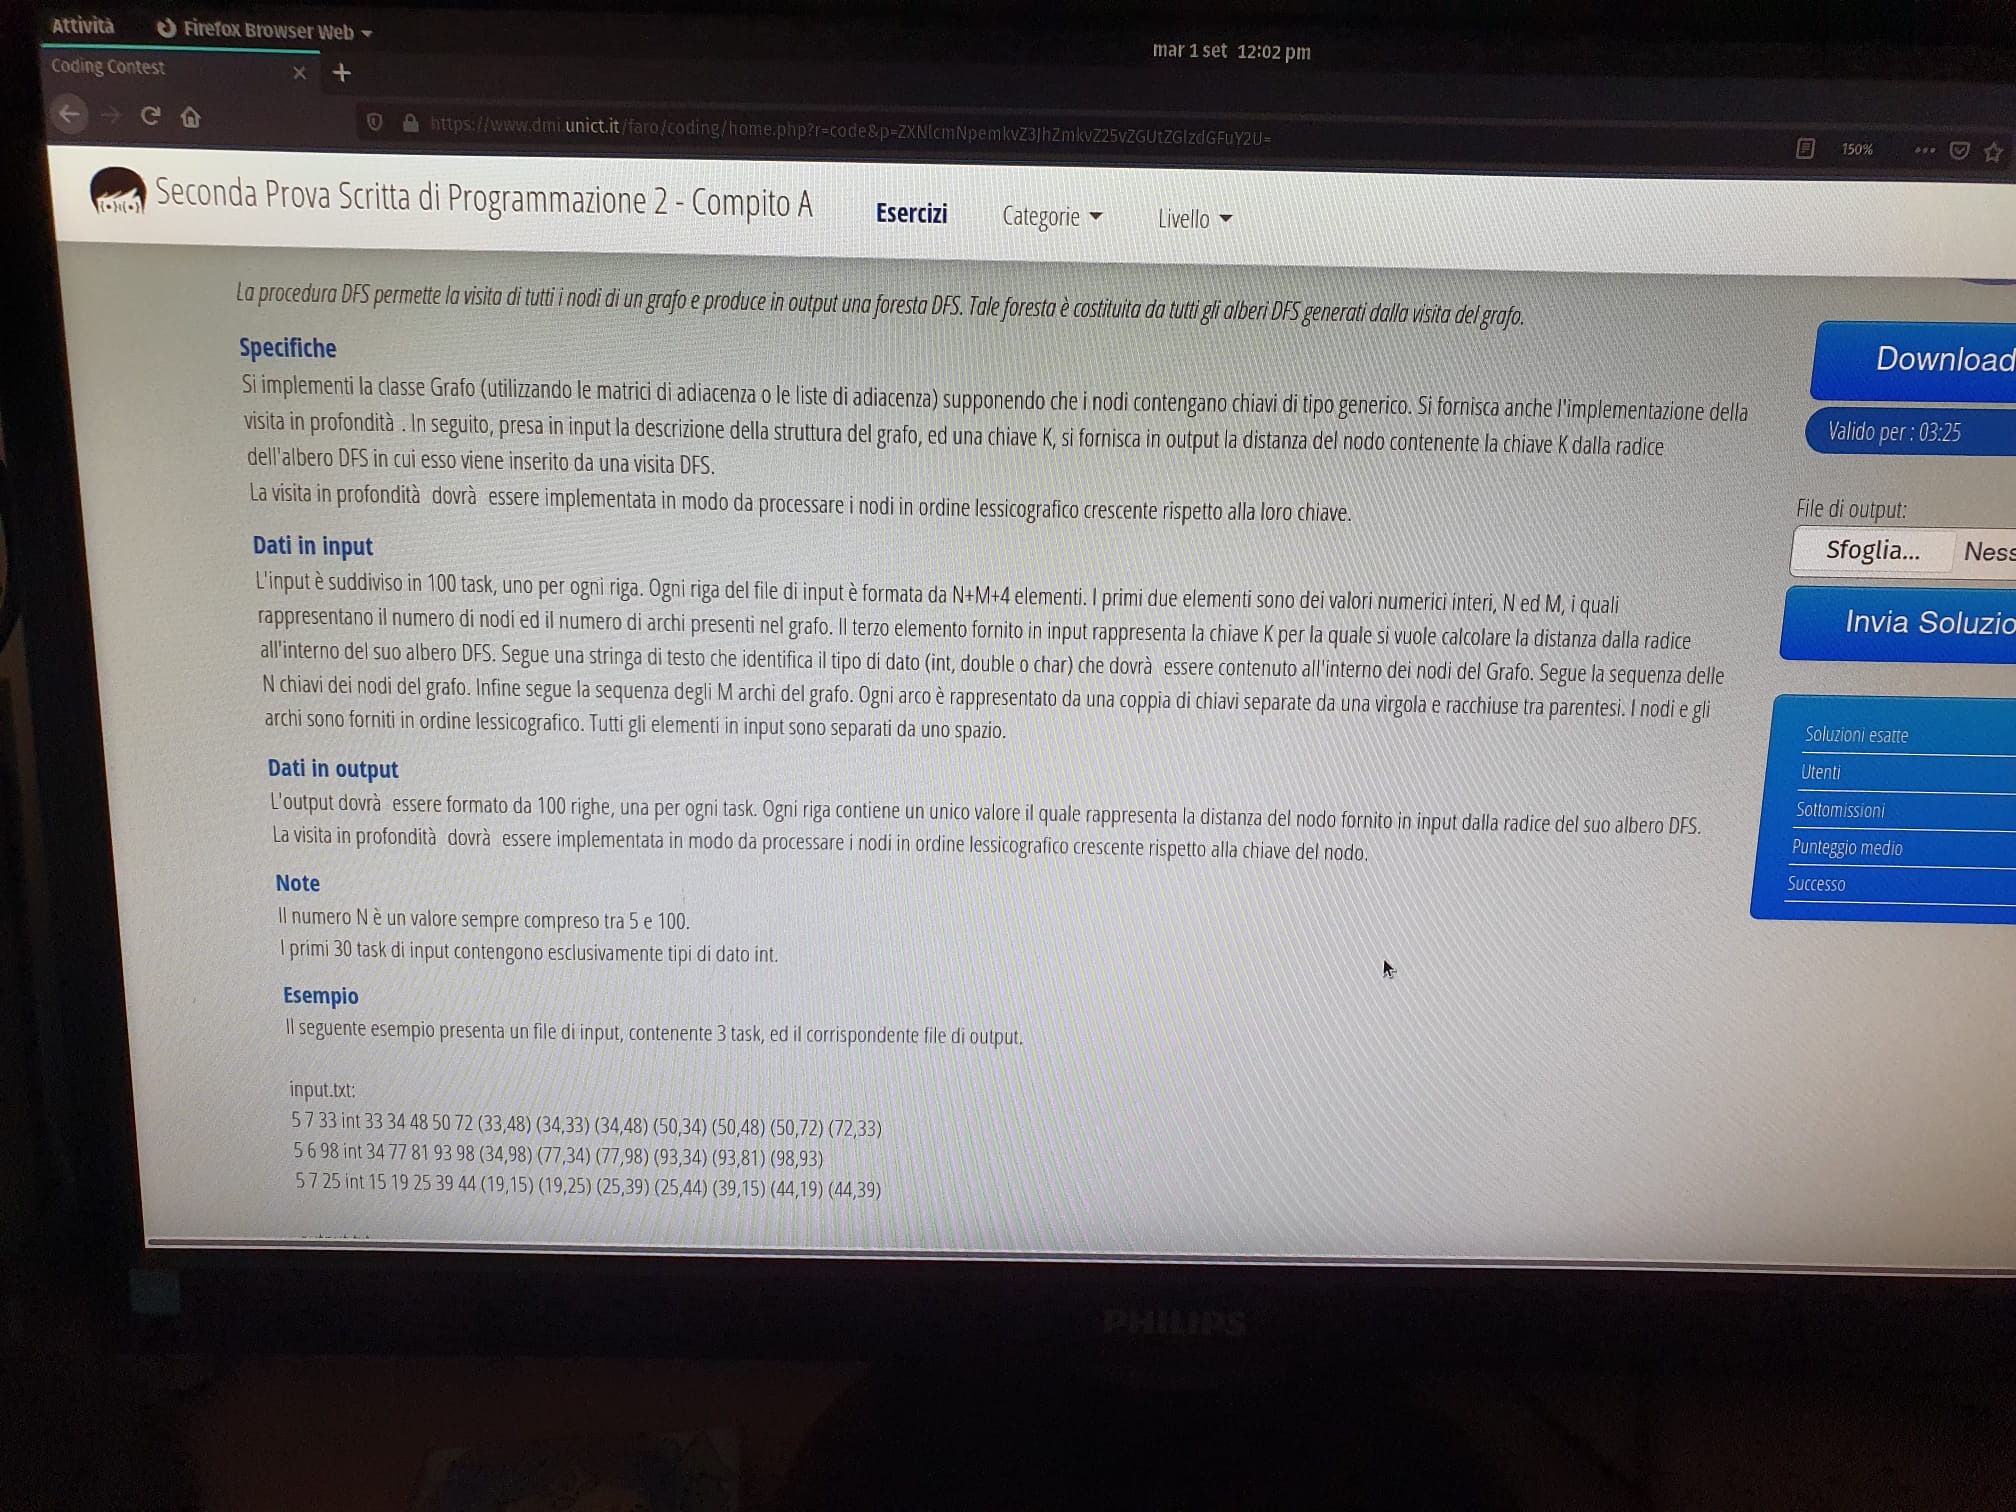 Attività
Firefox Browser Web
mar 1 set 12:02 pm
Coding Contest
https://www.dmi.unict.it/faro/coding/home.php?r=code&p=
150%
Seconda Prova Scritta di Programmazione 2 - Compito A
Esercizi
Categorie
Livello
La procedura DFS permette la visita di tutti i nodi di un grafo e produce in output una foresta DFS. Tale foresta è costituita da tutti gli alberi DFS generati dalla visita del grafo.
Specifiche
Si implementi la classe Grafo (utilizzando le matrici di adiacenza o le liste di adiacenza) supponendo che i nodi contengano chiavi di tipo generico. Si fornisca anche l'implementazione della
visita in profondità . In seguito, presa in input la descrizione della struttura del grafo, ed una chiave K, si fornisca in output la distanza del nodo contenente la chiave K dalla radice
dell'albero DFS in cui esso viene inserito da una visita DFS.
La visita in profondità dovrà essere implementata in modo da processare i nodi in ordine lessicografico crescente rispetto alla loro chiave.
Dati in input
L'input è suddiviso in 100 task, uno per ogni riga. Ogni riga del file di input è formata da N+M+4 elementi. I primi due elementi sono dei valori numerici interi, N ed M, i quali
rappresentano il numero di nodi ed il numero di archi presenti nel grafo. Il terzo elemento fornito in input rappresenta la chiave K per la quale si vuole calcolare la distanza dalla radice
all'interno del suo albero DFS. Segue una stringa di testo che identifica il tipo di dato (int, double o char) che dovrà essere contenuto all'interno dei nodi del Grafo. Segue la sequenza delle
N chiavi dei nodi del grafo. Infine segue la sequenza degli M archi del grafo. Ogni arco è rappresentato da una coppia di chiavi separate da una virgola e racchiuse tra parentesi. I nodi e gli
archi sono forniti in ordine lessicografico. Tutti gli elementi in input sono separati da uno spazio.
Dati in output
L'output dovrà essere formato da 100 righe, una per ogni task. Ogni riga contiene un unico valore il quale rappresenta la distanza del nodo fornito in input dalla radice del suo albero DFS.
La visita in profondità dovrà essere implementata in modo da processare i nodi in ordine lessicografico crescente rispetto alla chiave del nodo.
Note
Il numero N è un valore sempre compreso tra 5 e 100.
I primi 30 task di input contengono esclusivamente tipi di dato int.
Esempio
Il seguente esempio presenta un file di input, contenente 3 task, ed il corrispondente file di output.
input.txt:
5 7 33 int 33 34 48 50 72 (33,48) (34,33) (34,48) (50,34) (50,48) (50,72) (72,33)
5 6 98 int 34 77 81 93 98 (34,98) (77,34) (77,98) (93,34) (93,81) (98,93)
5 7 25 int 15 19 25 39 44 (19,15) (19,25) (25,39) (25,44) (39,15) (44,19) (44,39)
Download
Valido per : 03:25
File di output:
Sfoglia... Ness
Invia Soluzio
Soluzioni esatte
Utenti
Sottomissioni
Punteggio medio
Successo
PHILIPS